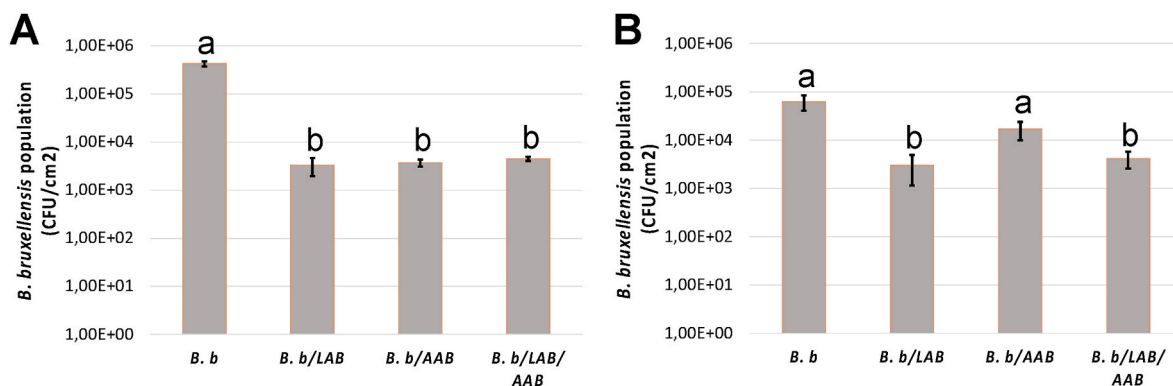 A
B. bruxellensis population
(CFU/cm2)
1,00E+06
1,00E+05
1,00E+04
1,00E+03
1,00E+02
1,00E+01
1,00E+00
a
b
b
b
B. b
B. b/LAB
B. b/AAB
B. b/LAB/
AAB
B
B. bruxellensis population
(CFU/cm2)
1,00E+06
1,00E+05
1,00E+04
1,00E+03
1,00E+02
1,00E+01
1,00E+00
a
b
a
b
B. b
B. b/LAB
B. b/AAB
B. b/LAB/
AAB